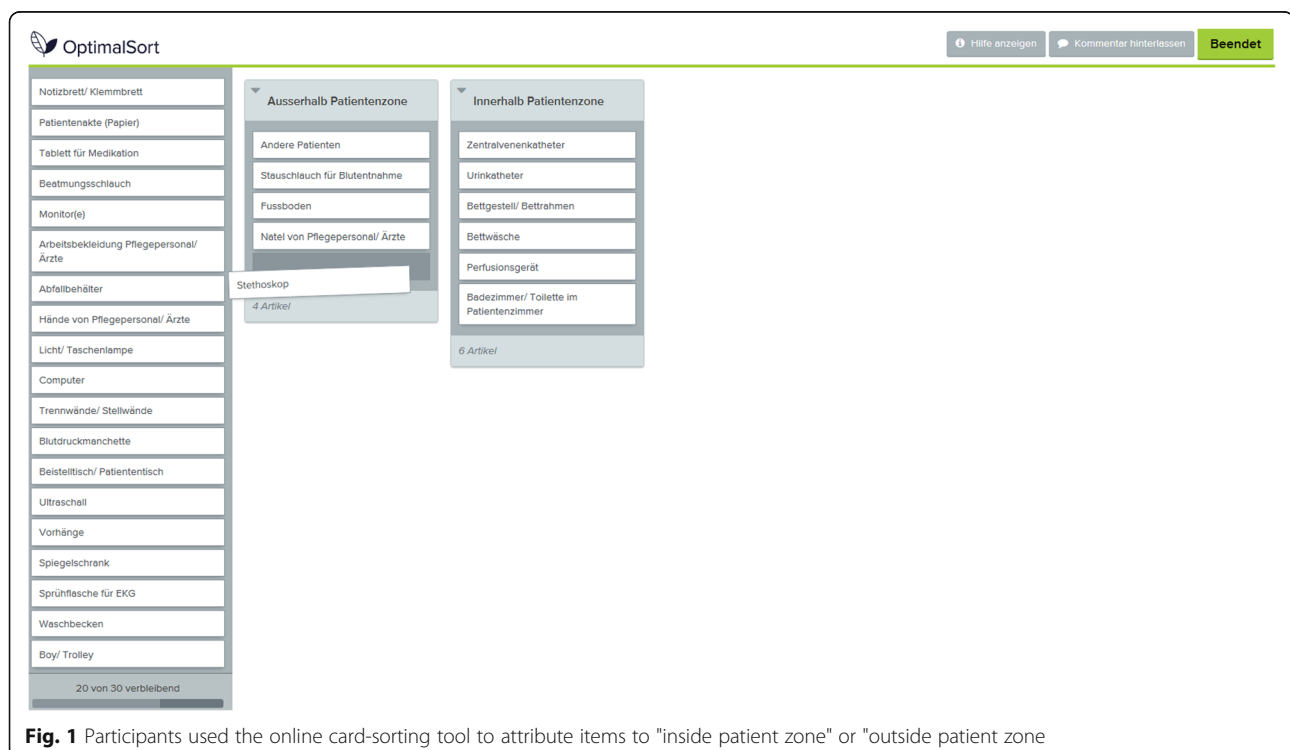 OptimalSort
Hilfe anzeigen
Kommentar hinterlassen
Beendet
Notizbrett/ Klemmbrett
Patientenakte (Papier)
Tablett für Medikation
Beatmungsschlauch
Monitor(e)
Arbeitsbekleidung Pflegepersonal/
Ärzte
Abfallbehälter
Hände von Pflegepersonal/ Ärzte
Licht/ Taschenlampe
Computer
Trennwände/ Stellwände
Blutdruckmanchette
Beistelltisch/ Patiententisch
Ultraschall
Vorhänge
Spiegelschrank
Sprühflasche für EKG
Waschbecken
Boy/ Trolley
20 von 30 verbleibend
Ausserhalb Patientenzone
Andere Patienten
Stauschlauch für Blutentnahme
Fussboden
Natel von Pflegepersonal/ Ärzte
Stethoskop
4 Artikel
Innerhalb Patientenzone
Zentralvenenkatheter
Urinkatheter
Bettgestell/ Bettrahmen
Bettwäsche
Perfusionsgerät
Badezimmer/ Toilette im
Patientenzimmer
6 Artikel
Fig. 1 Participants used the online card-sorting tool to attribute items to "inside patient zone" or "outside patient zone